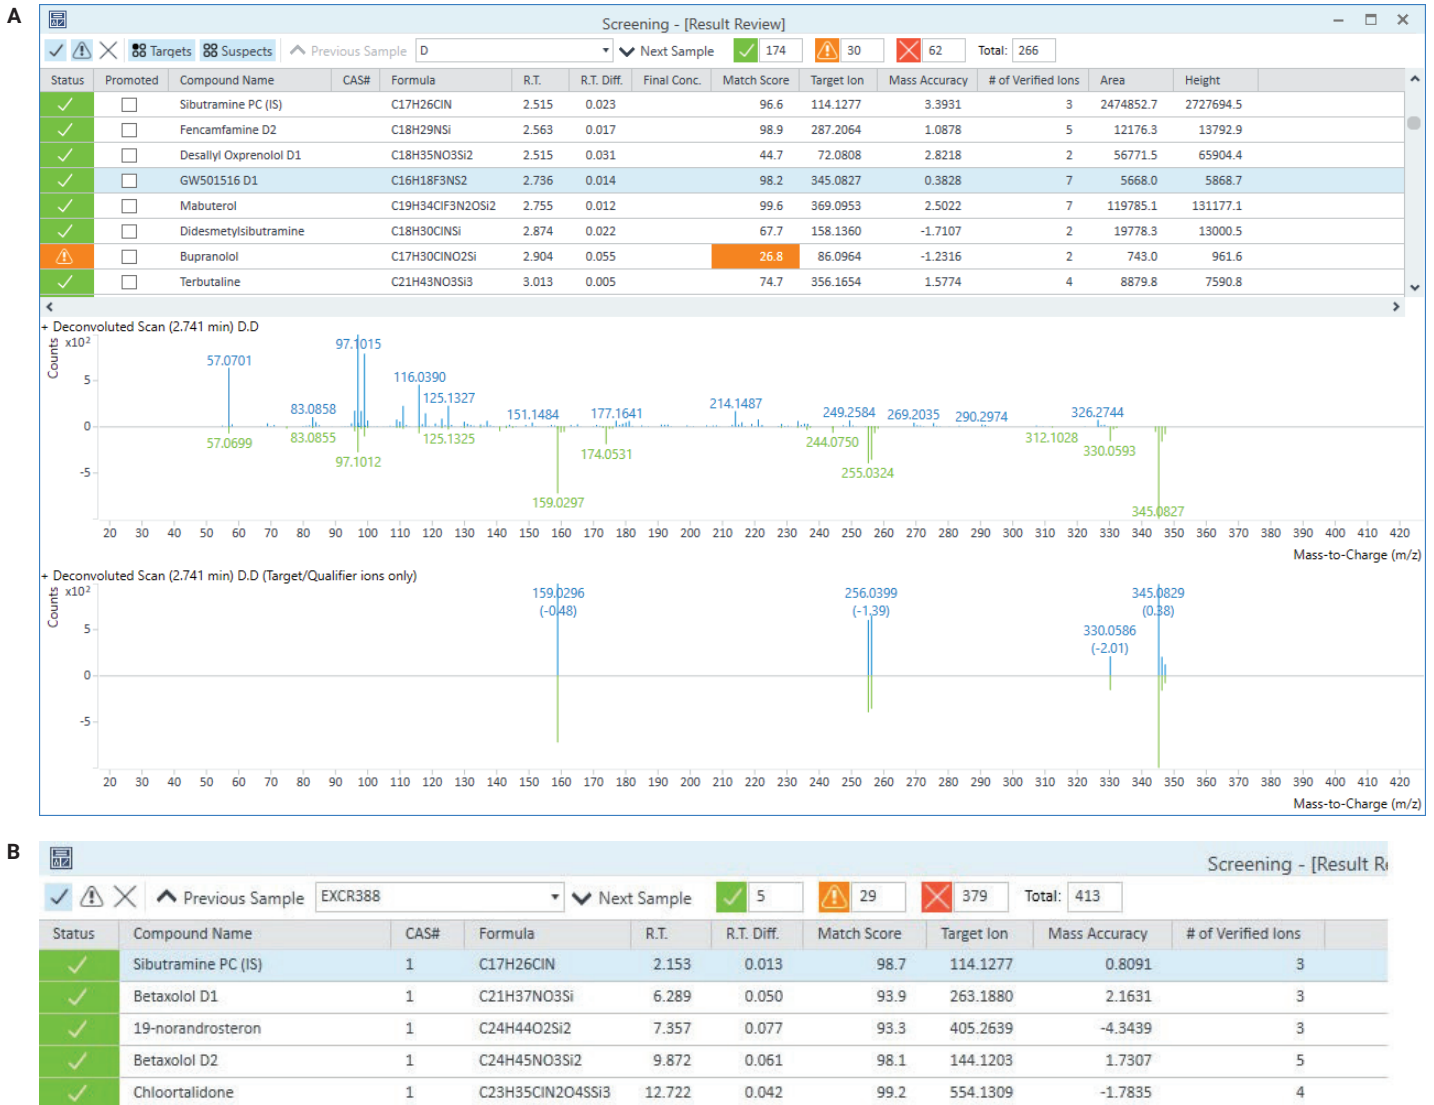 A
Screening - [Result Review]
Targets Suspects Previous Sample D Next Sample 174 30 62 Total: 266
Status Promoted Compound Name CAS# Formula R.T. R.T. Diff. Final Conc. Match Score Target Ion Mass Accuracy # of Verified Ions Area Height
Sibutramine PC (IS) C17H26ClN 2.515 0.023 96.6 114.1277 3.3931 3 2474852.7 2727694.5
Fencamfamine D2 C18H29NSi 2.563 0.017 98.9 287.2064 1.0878 5 12176.3 13792.9
Desallyl Oxprenolol D1 C18H35NO3Si2 2.515 0.031 44.7 72.0808 2.8218 2 56771.5 65904.4
GW501516 D1 C16H18F3NS2 2.736 0.014 98.2 345.0827 0.3828 7 5668.0 5868.7
Mabuterol C19H34ClF3N2OSi2 2.755 0.012 99.6 369.0953 2.5022 7 119785.1 131177.1
Didesmetylsibutramine C18H30ClNSi 2.874 0.022 67.7 158.1360 -1.7107 2 19778.3 13000.5
Bupranolol C17H30ClNO2Si 2.904 0.055 26.8 86.0964 -1.2316 2 743.0 961.6
Terbutaline C21H43NO3Si3 3.013 0.005 74.7 356.1654 1.5774 4 8879.8 7590.8
+ Deconvoluted Scan (2.741 min) D.D
Counts
x10²
5
0
-5
97.1015
57.0701
116.0390
125.1327
83.0858
151.1484
177.1641
214.1487
249.2584
269.2035
290.2974
326.2744
57.0699
83.0855
97.1012
125.1325
159.0297
174.0531
244.0750
255.0324
312.1028
330.0593
345.0827
20 30 40 50 60 70 80 90 100 110 120 130 140 150 160 170 180 190 200 210 220 230 240 250 260 270 280 290 300 310 320 330 340 350 360 370 380 390 400 410 420
Mass-to-Charge (m/z)
+ Deconvoluted Scan (2.741 min) D.D (Target/Qualifier ions only)
Counts
x10²
5
0
-5
159.0296
(-0.48)
256.0399
(-1.39)
345.0829
(0.38)
330.0586
(-2.01)
20 30 40 50 60 70 80 90 100 110 120 130 140 150 160 170 180 190 200 210 220 230 240 250 260 270 280 290 300 310 320 330 340 350 360 370 380 390 400 410 420
Mass-to-Charge (m/z)
B
Screening - [Result Re
Previous Sample EXCR388 Next Sample 5 29 379 Total: 413
Status Compound Name CAS# Formula R.T. R.T. Diff. Match Score Target Ion Mass Accuracy # of Verified Ions
Sibutramine PC (IS) 1 C17H26ClN 2.153 0.013 98.7 114.1277 0.8091 3
Betaxolol D1 1 C21H37NO3Si 6.289 0.050 93.9 263.1880 2.1631 3
19-norandrosteron 1 C24H44O2Si2 7.357 0.077 93.3 405.2639 -4.3439 3
Betaxolol D2 1 C24H45NO3Si2 9.872 0.061 98.1 144.1203 1.7307 5
Chloortalidone 1 C23H35ClN2O4SSi3 12.722 0.042 99.2 554.1309 -1.7835 4